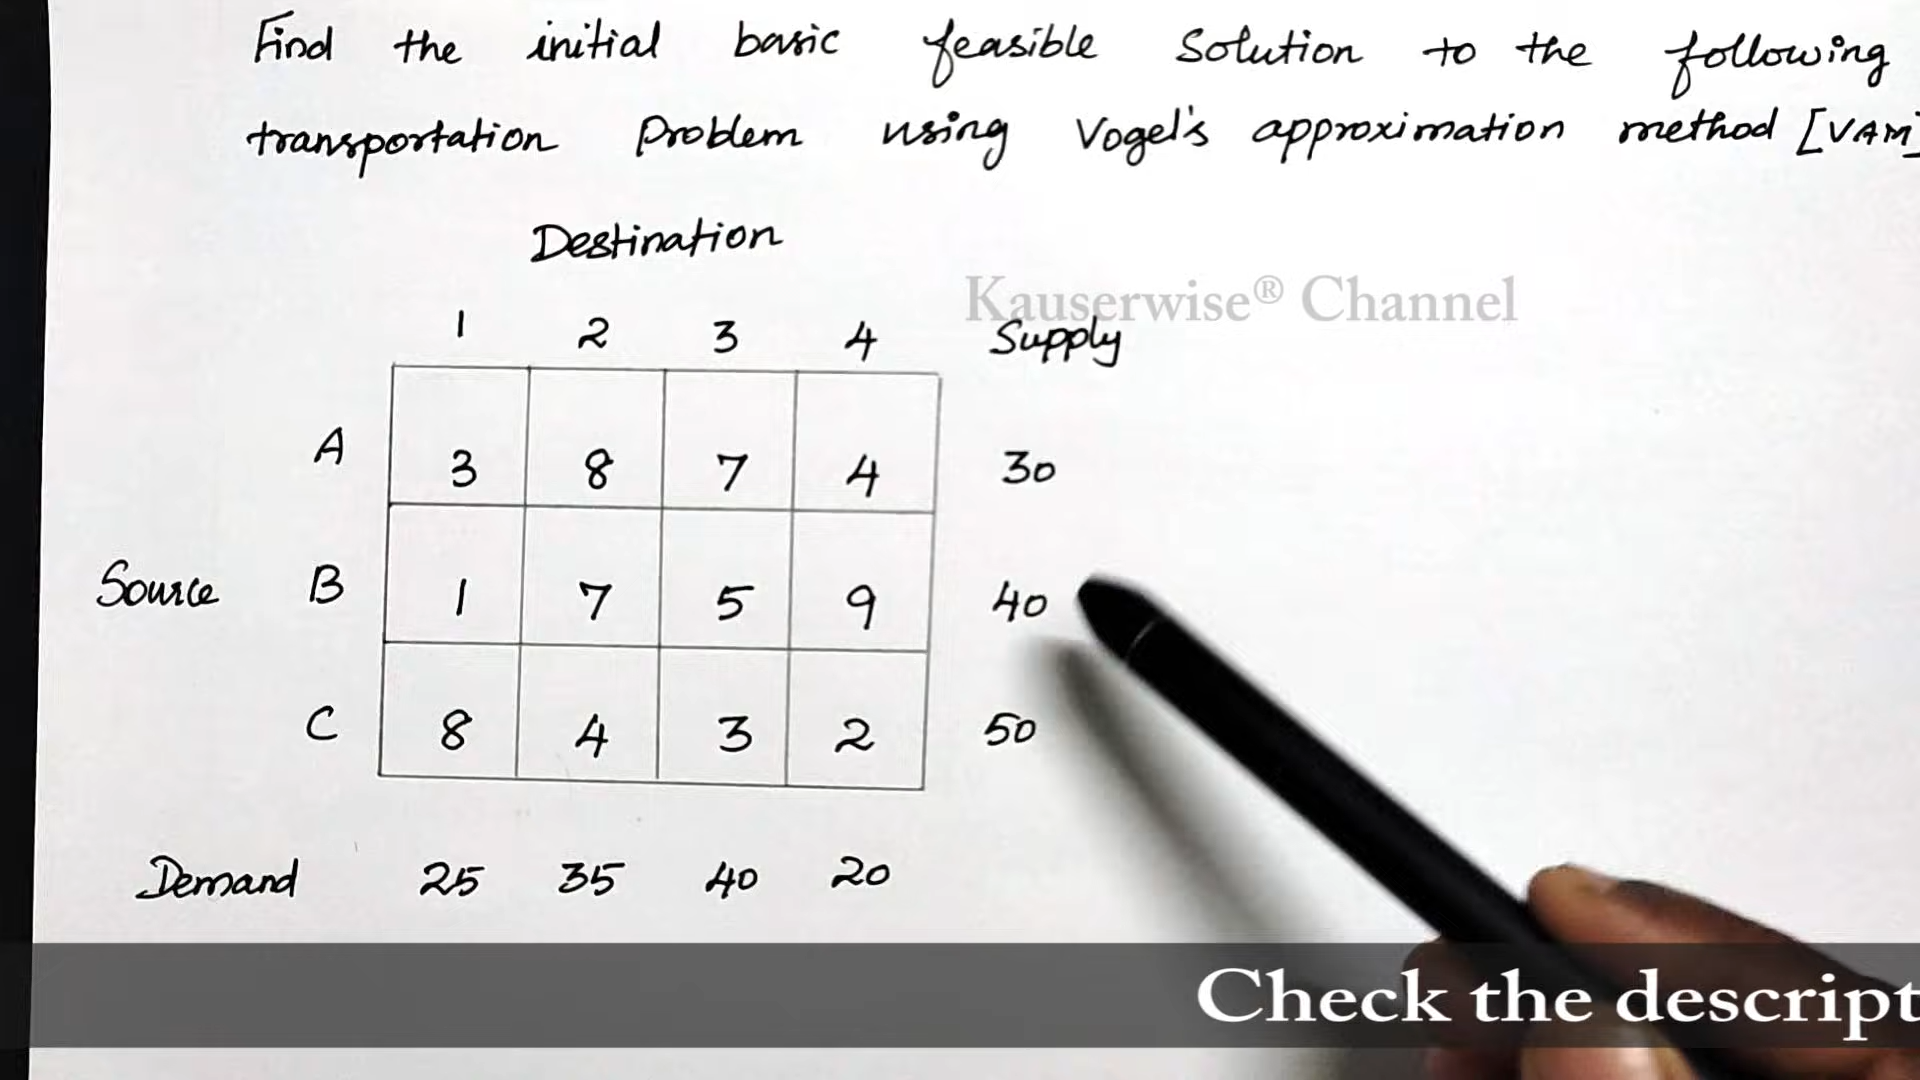 Find the initial basic feasible Solution to the following
transportation Problem using Vogel's approximation method [VAM]
Destination
Kauserwise® Channel
1 2 3 4 Supply
A 3 8 7 4 30
Source B 1 7 5 9 40
C 8 4 3 2 50
Demand 25 35 40 20
Check the descript